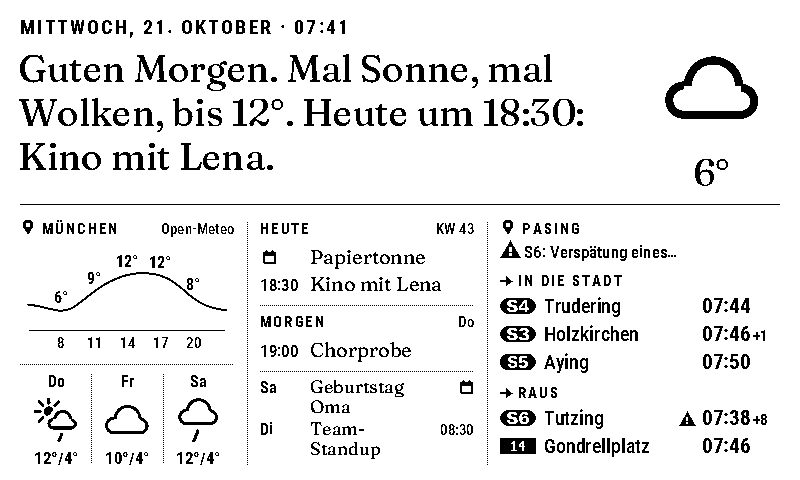 MITTWOCH, 21. OKTOBER · 07:41
Guten Morgen. Mal Sonne, mal
Wolken, bis 12°. Heute um 18:30:
Kino mit Lena.
6°
MÜNCHEN Open-Meteo
6° 9° 12° 12° 8°
8 11 14 17 20
Do Fr Sa
12°/4° 10°/4° 12°/4°
HEUTE KW 43
Papiertonne
18:30 Kino mit Lena
MORGEN Do
19:00 Chorprobe
Sa Geburtstag
Oma
Di Team- 08:30
Standup
PASING
S6: Verspätung eines…
→ IN DIE STADT
S4 Trudering 07:44
S3 Holzkirchen 07:46 +1
S5 Aying 07:50
→ RAUS
S6 Tutzing 07:38 +8
14 Gondrellplatz 07:46